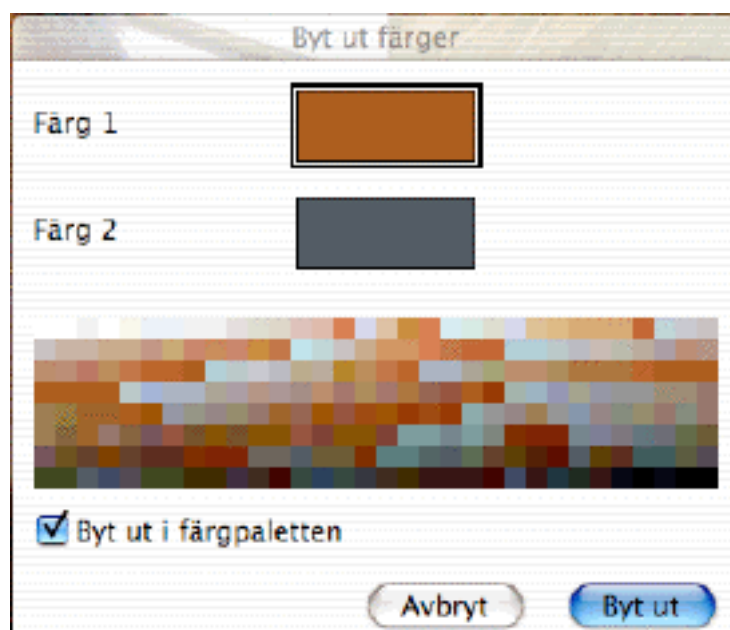 Byt ut färger
Färg 1
Färg 2
Byt ut i färgpaletten
Avbryt
Byt ut